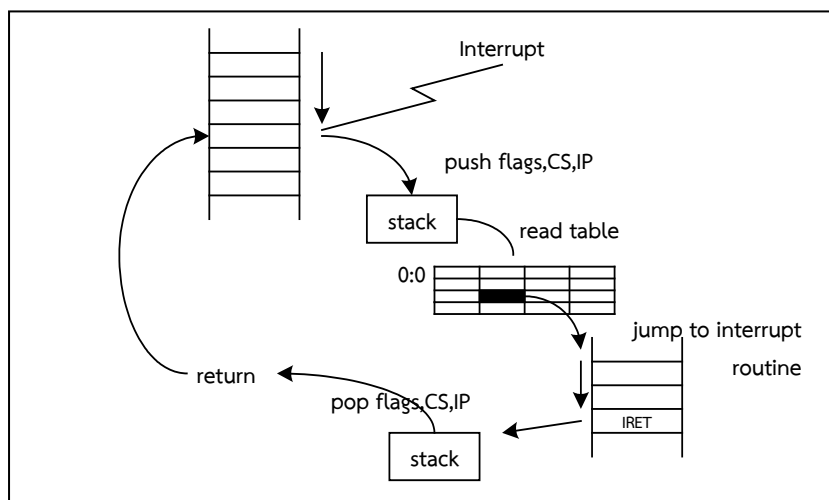 Interrupt
push flags,CS,IP
stack
read table
0:0
jump to interrupt
routine
IRET
return
pop flags,CS,IP
stack